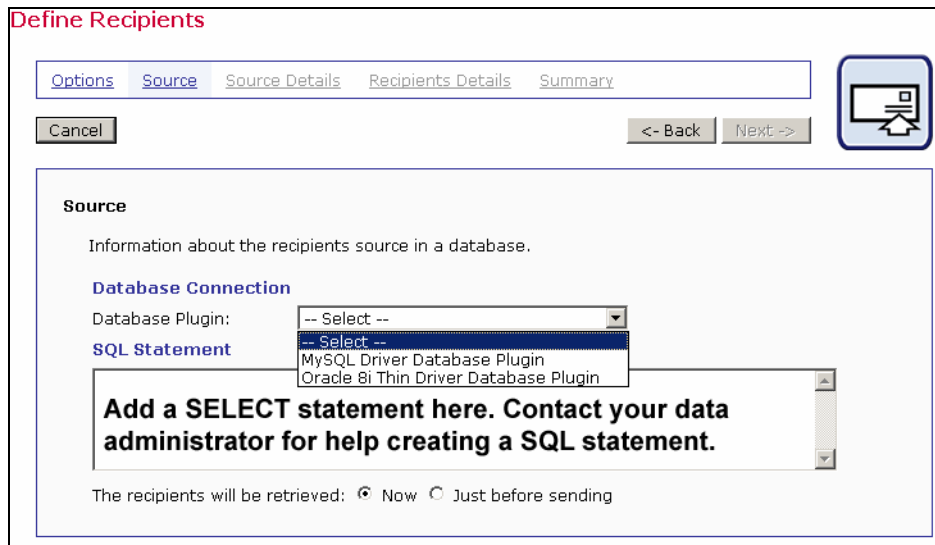 Define Recipients
Options Source Source Details Recipients Details Summary
Cancel <- Back Next ->
Source
Information about the recipients source in a database.
Database Connection
Database Plugin: -- Select --
-- Select --
MySQL Driver Database Plugin
Oracle 8i Thin Driver Database Plugin
SQL Statement
Add a SELECT statement here. Contact your data
administrator for help creating a SQL statement.
The recipients will be retrieved: Now Just before sending